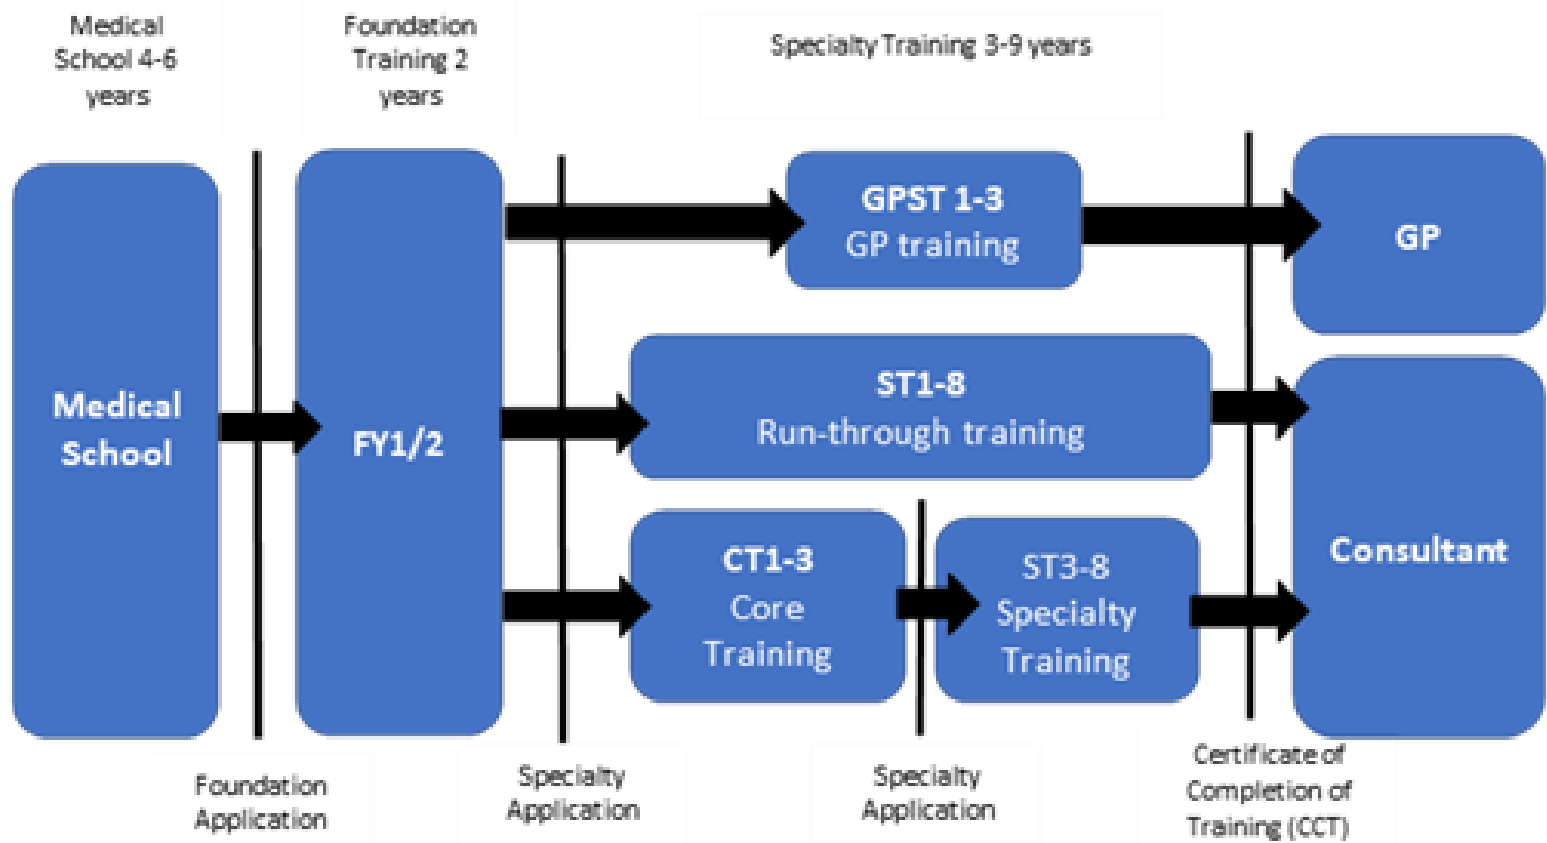 Medical
School 4-6
years
Foundation
Training 2
years
Specialty Training 3-9 years
Medical
School
FY1/2
GPST 1-3
GP training
GP
ST1-8
Run-through training
CT1-3
Core
Training
ST3-8
Specialty
Training
Consultant
Foundation
Application
Specialty
Application
Specialty
Application
Certificate of
Completion of
Training (CCT)